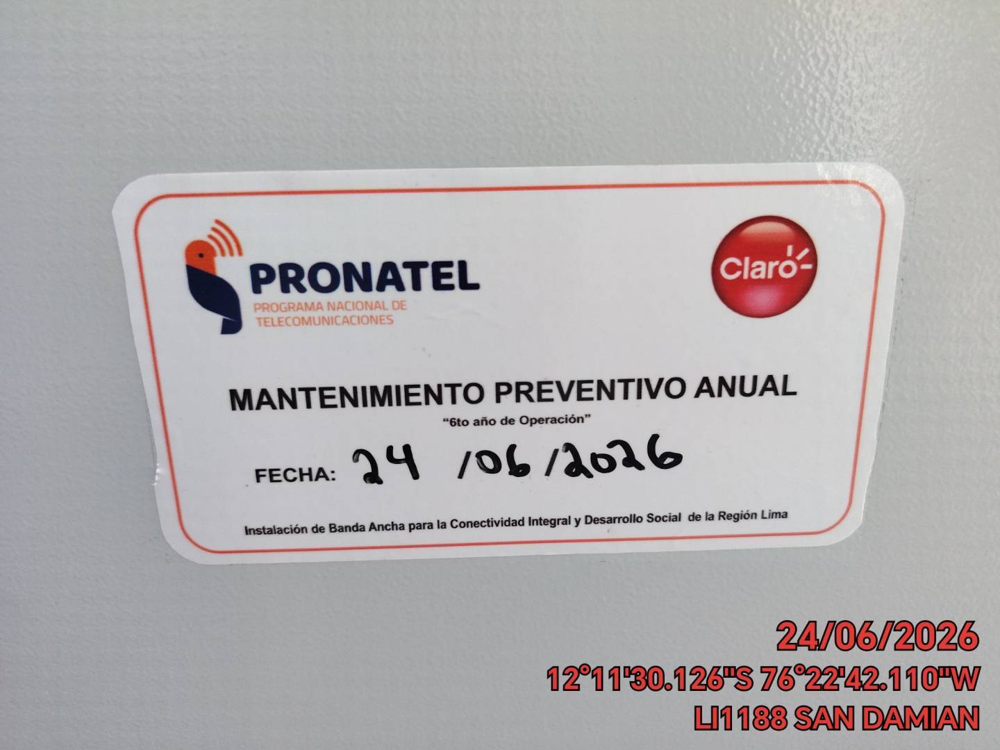 PRONATEL
PROGRAMA NACIONAL DE
TELECOMUNICACIONES
Claro
MANTENIMIENTO PREVENTIVO ANUAL
“6to año de Operación”
FECHA: 24 /06/2026
Instalación de Banda Ancha para la Conectividad Integral y Desarrollo Social de la Región Lima
24/06/2026
12°11'30.126"S 76°22'42.110"W
LI1188 SAN DAMIAN